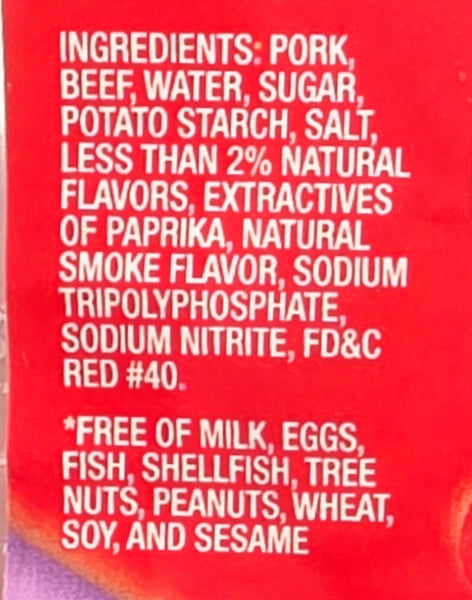 INGREDIENTS: PORK,
BEEF, WATER, SUGAR,
POTATO STARCH, SALT,
LESS THAN 2% NATURAL
FLAVORS, EXTRACTIVES
OF PAPRIKA, NATURAL
SMOKE FLAVOR, SODIUM
TRIPOLYPHOSPHATE,
SODIUM NITRITE, FD&C
RED #40.
*FREE OF MILK, EGGS,
FISH, SHELLFISH, TREE
NUTS, PEANUTS, WHEAT,
SOY, AND SESAME